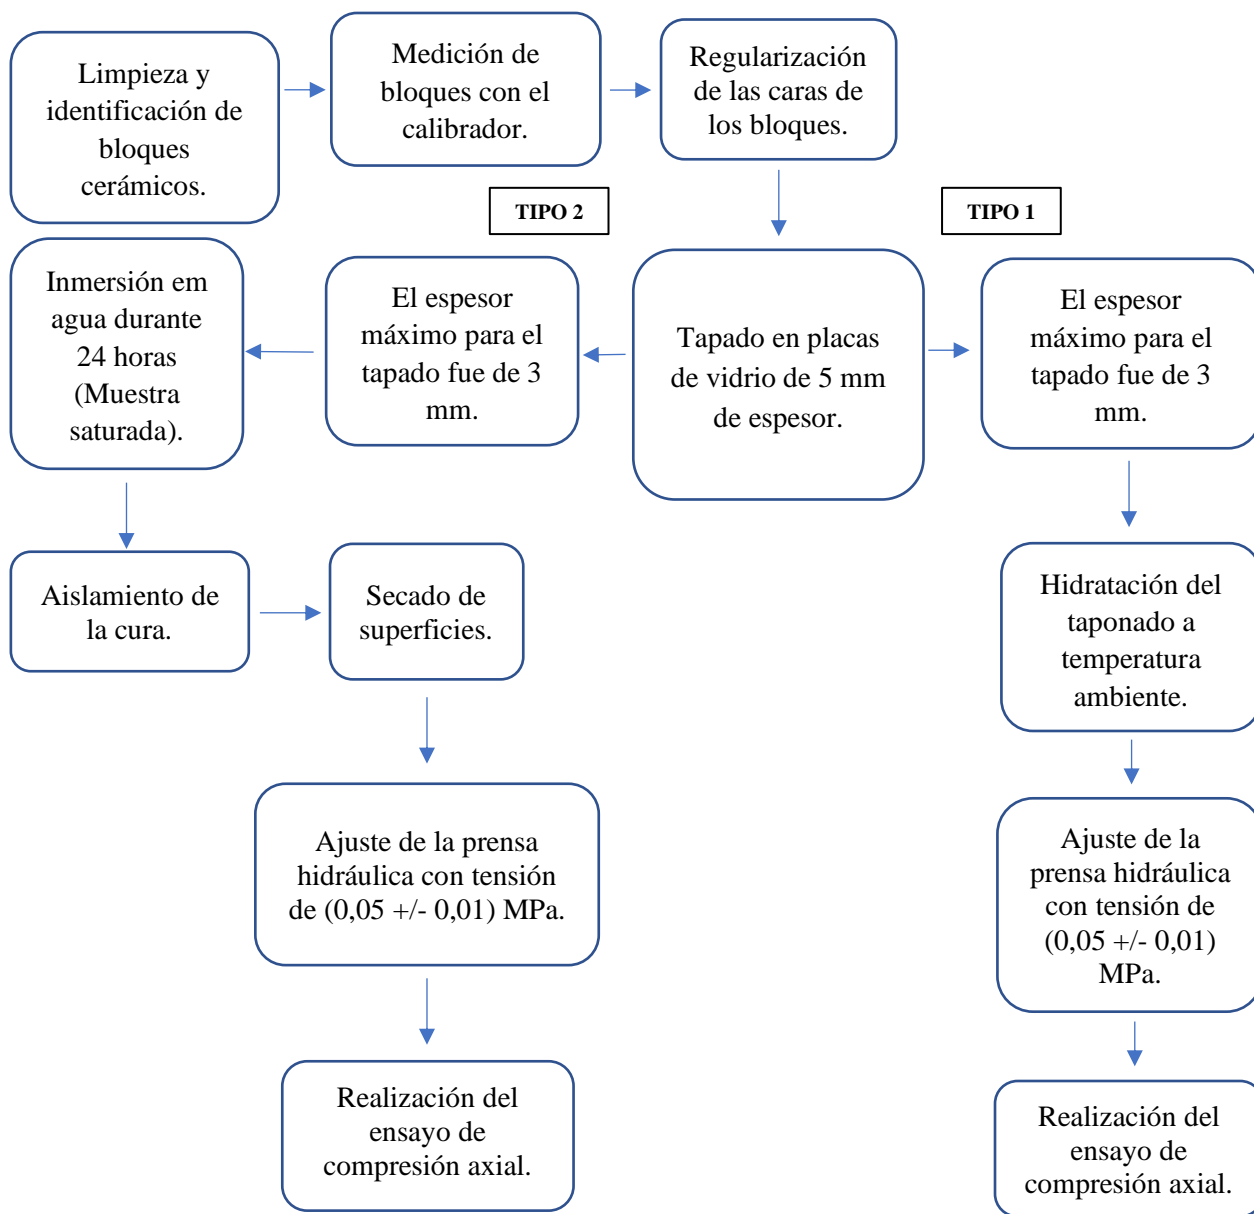 Limpieza y
identificación de
bloques
cerámicos.
Medición de
bloques con el
calibrador.
Regularización
de las caras de
los bloques.
TIPO 2
TIPO 1
Inmersión em
agua durante
24 horas
(Muestra
saturada).
El espesor
máximo para el
tapado fue de 3
mm.
Tapado en placas
de vidrio de 5 mm
de espesor.
El espesor
máximo para el
tapado fue de 3
mm.
Aislamiento de
la cura.
Secado de
superficies.
Hidratación del
taponado a
temperatura
ambiente.
Ajuste de la prensa
hidráulica con tensión
de (0,05 +/- 0,01) MPa.
Ajuste de la
prensa hidráulica
con tensión de
(0,05 +/- 0,01)
MPa.
Realización del
ensayo de
compresión axial.
Realización del
ensayo de
compresión axial.